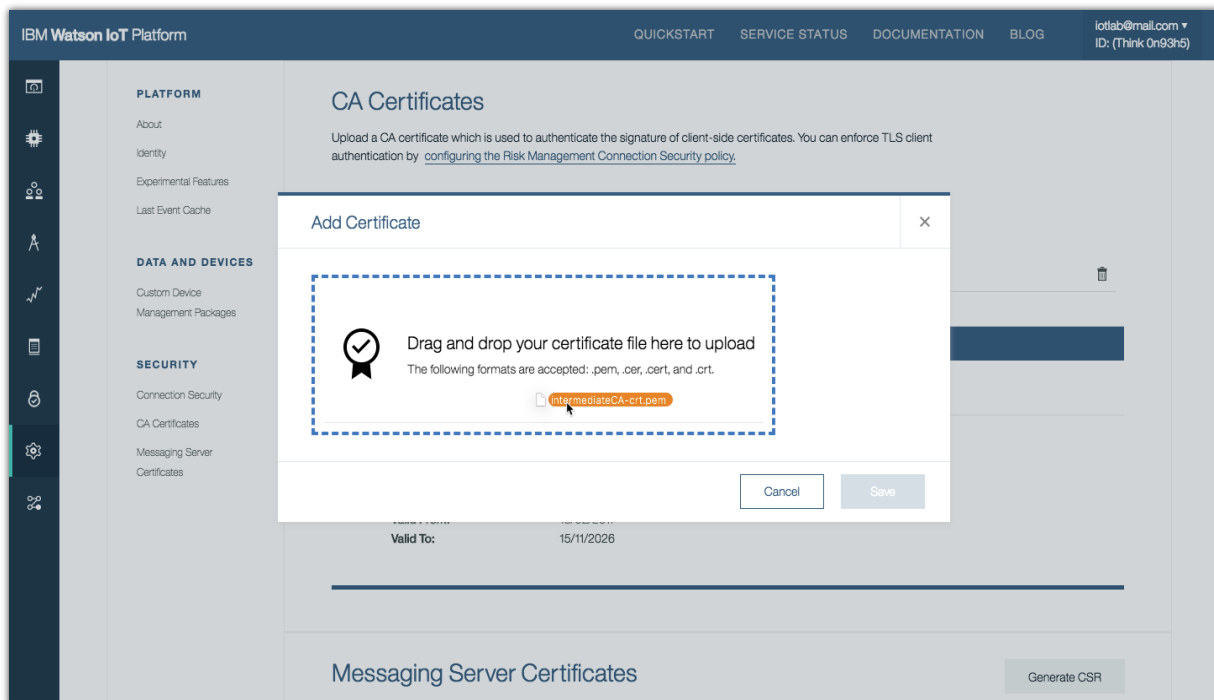 IBM Watson IoT Platform
QUICKSTART
SERVICE STATUS
DOCUMENTATION
BLOG
iotlab@mail.com ▾
ID: (Think 0n93h5)
PLATFORM
About
Identity
Experimental Features
Last Event Cache
DATA AND DEVICES
Custom Device
Management Packages
SECURITY
Connection Security
CA Certificates
Messaging Server
Certificates
CA Certificates
Upload a CA certificate which is used to authenticate the signature of client-side certificates. You can enforce TLS client
authentication by configuring the Risk Management Connection Security policy.
Add Certificate
Drag and drop your certificate file here to upload
The following formats are accepted: .pem, .cer, .cert, and .crt.
intermediateCA-crt.pem
Cancel
Save
Valid To:
15/11/2026
Messaging Server Certificates
Generate CSR